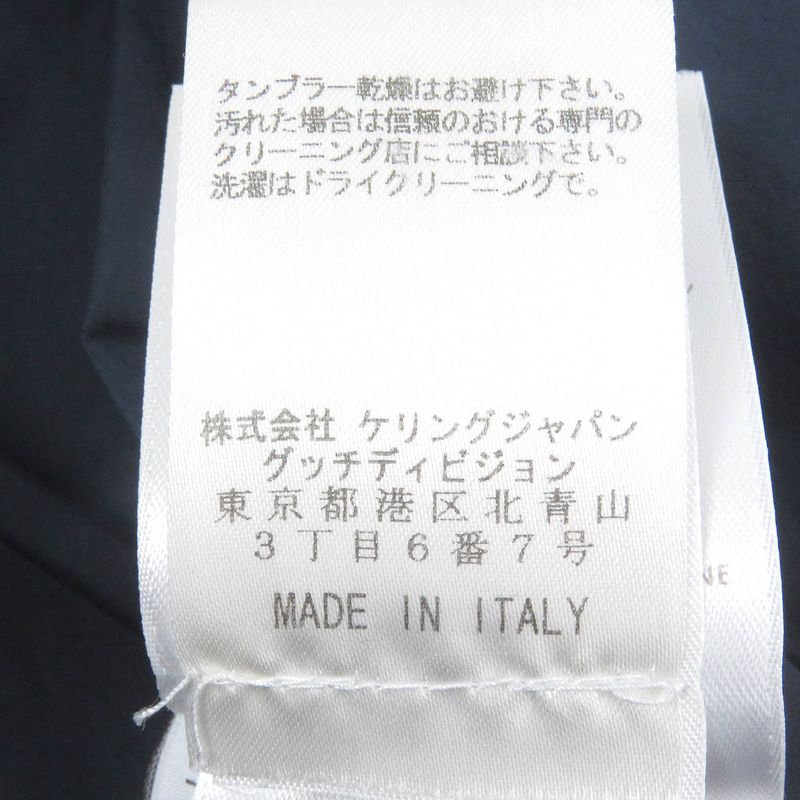 タンブラー乾燥はお避け下さい。
汚れた場合は信頼のおける専門の
クリーニング店にご相談下さい。
洗濯はドライクリーニングで。
株式会社 ケリングジャパン
グッチディビジョン
東京都港区北青山
3丁目6番7号
MADE IN ITALY
NE